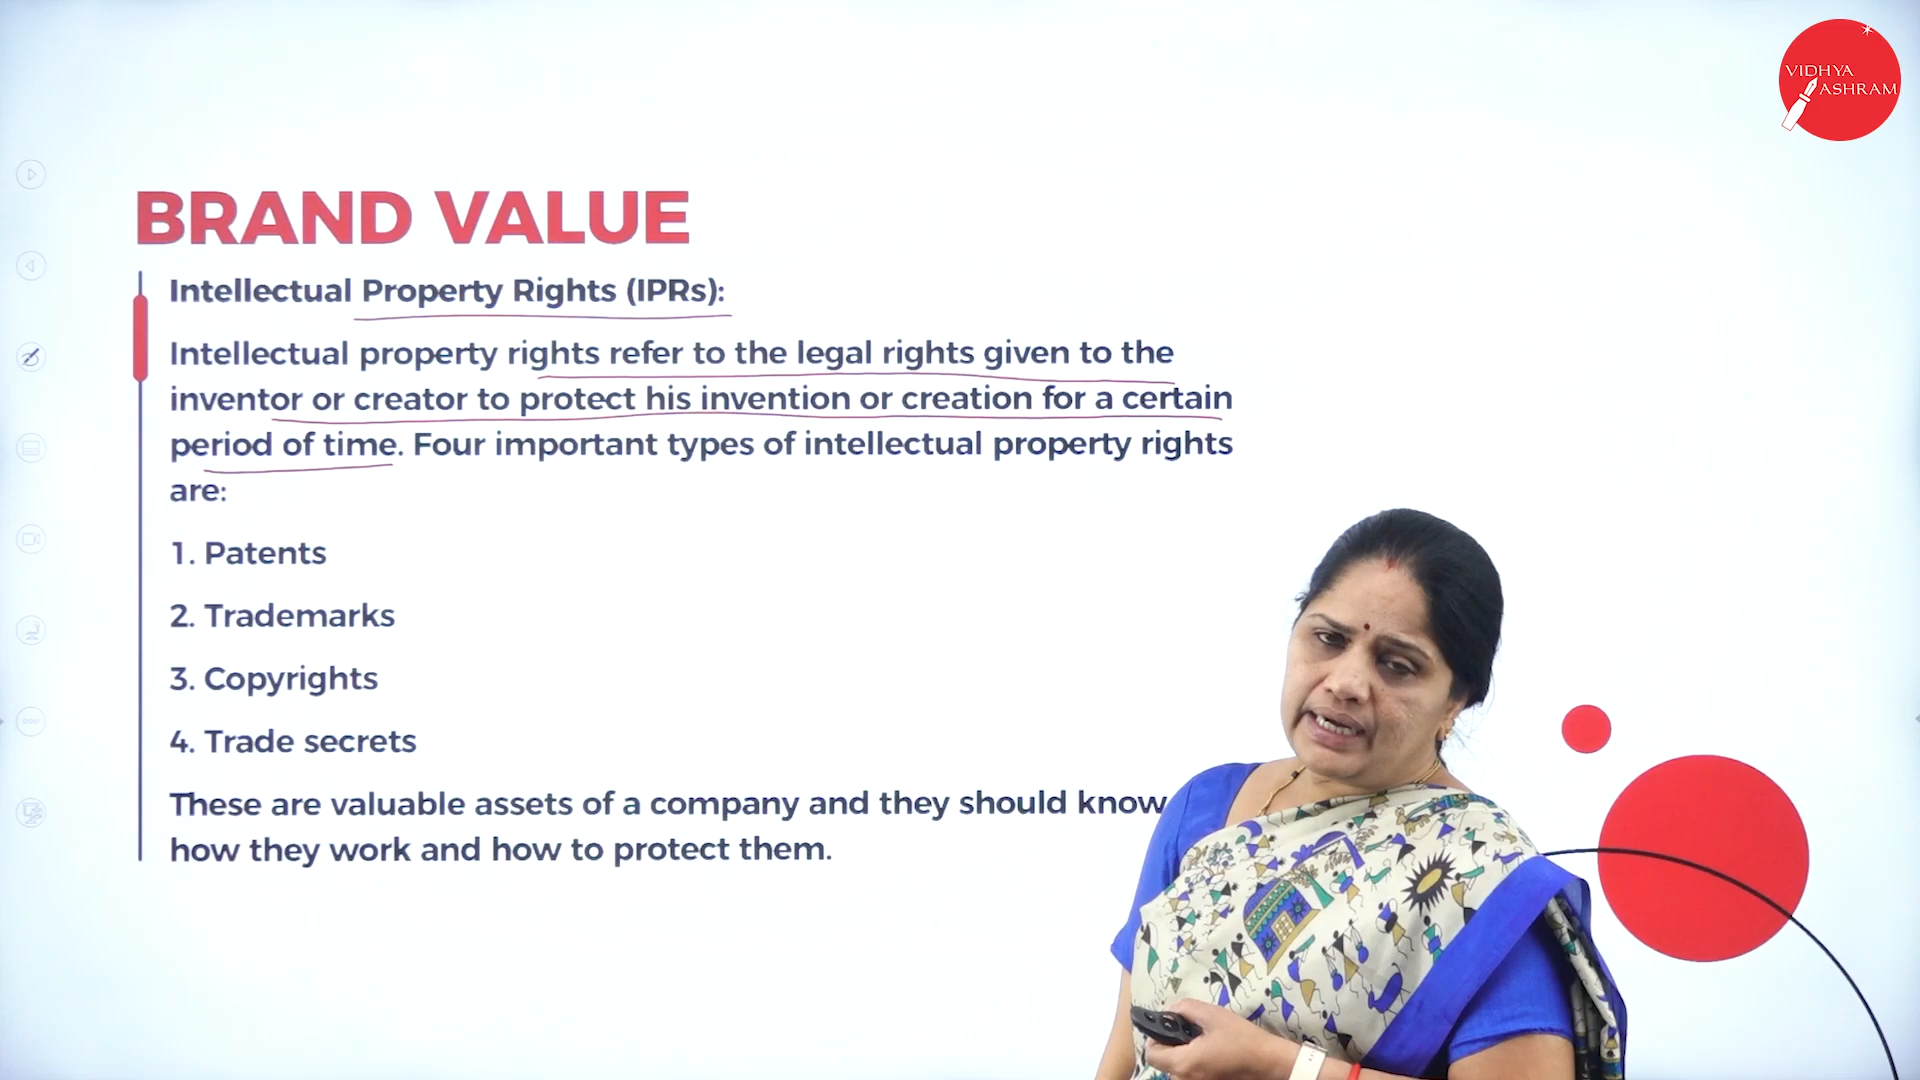 VIDHYA
ASHRAM
BRAND VALUE
Intellectual Property Rights (IPRs):
Intellectual property rights refer to the legal rights given to the
inventor or creator to protect his invention or creation for a certain
period of time. Four important types of intellectual property rights
are:
1. Patents
2. Trademarks
3. Copyrights
4. Trade secrets
These are valuable assets of a company and they should know
how they work and how to protect them.